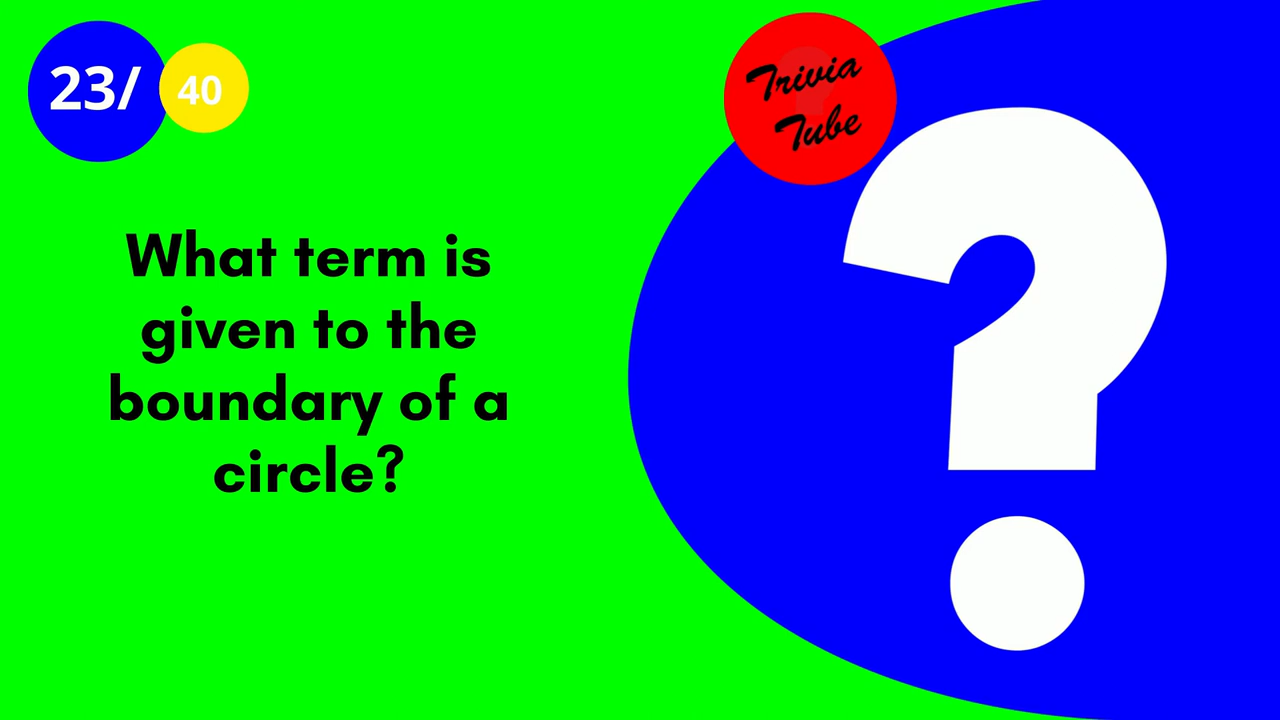 23/
40
Trivia
Tube
What term is
given to the
boundary of a
circle?